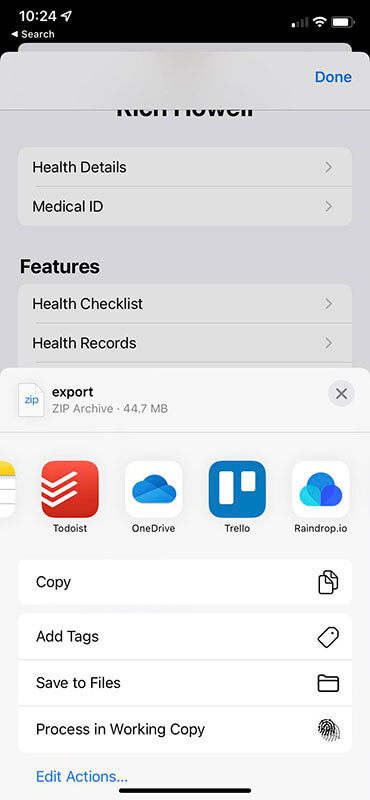 10:24
Search
Done
Rich Howell
Health Details
Medical ID
Features
Health Checklist
Health Records
zip
export
ZIP Archive · 44.7 MB
Todoist
OneDrive
Trello
Raindrop.io
Copy
Add Tags
Save to Files
Process in Working Copy
Edit Actions...